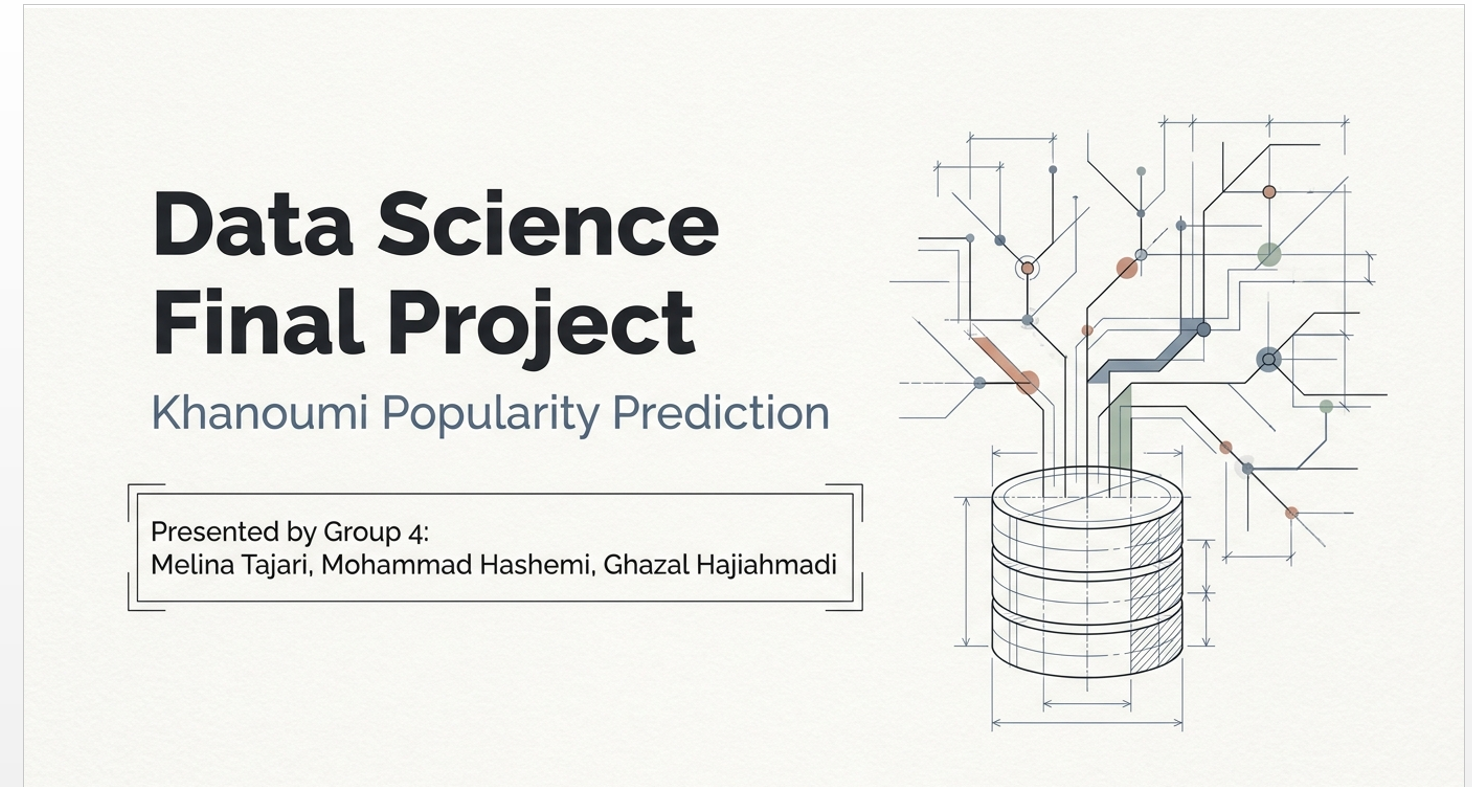 Data Science
Final Project
Khanoumi Popularity Prediction
Presented by Group 4:
Melina Tajari, Mohammad Hashemi, Ghazal Hajiahmadi